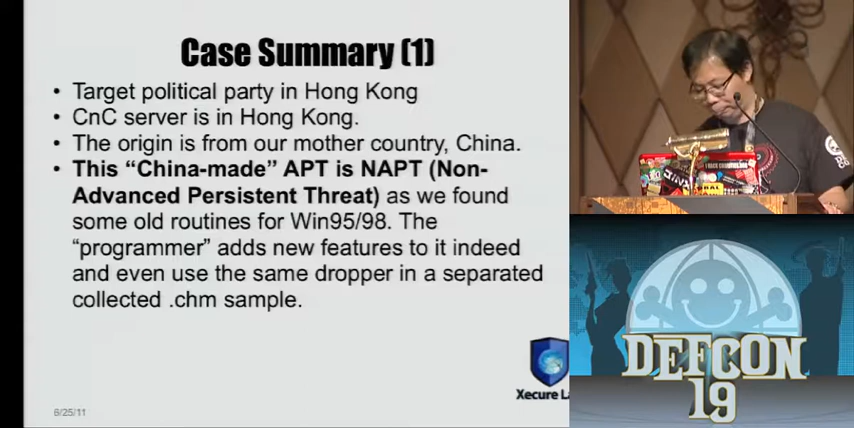 Case Summary (1)
• Target political party in Hong Kong
• CnC server is in Hong Kong.
• The origin is from our mother country, China.
• This “China-made” APT is NAPT (Non-
Advanced Persistent Threat) as we found
some old routines for Win95/98. The
“programmer” adds new features to it indeed
and even use the same dropper in a separated
collected .chm sample.
Xecure
6/25/11
DEFCON
19